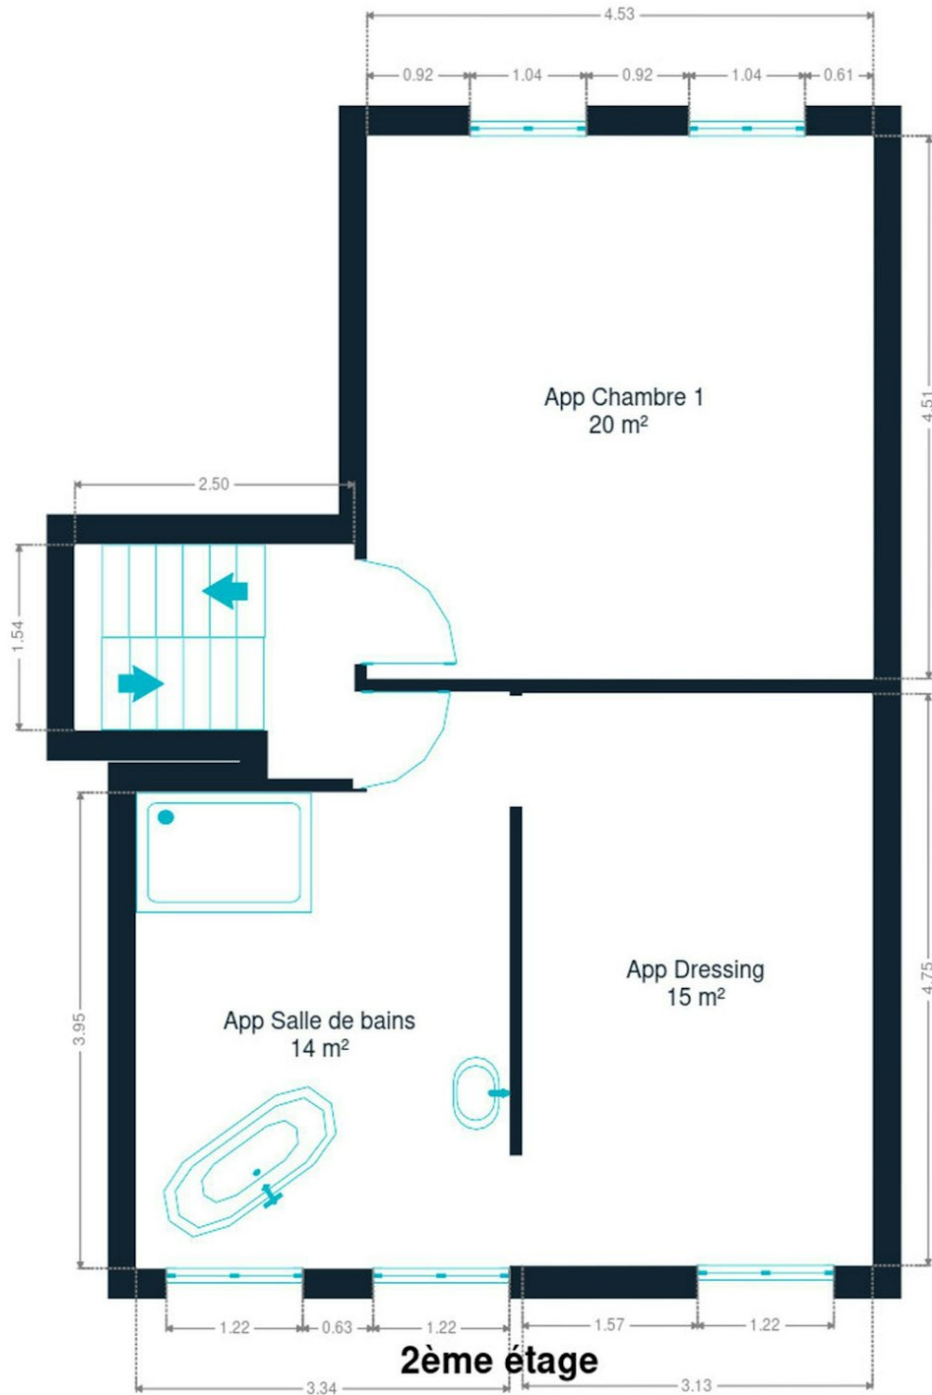 4.53
0.92 1.04 0.92 1.04 0.61
4.51
App Chambre 1
20 m²
2.50
1.54
App Dressing
15 m²
4.75
3.95
App Salle de bains
14 m²
1.22 0.63 1.22 1.57 1.22
2ème étage
3.34 3.13